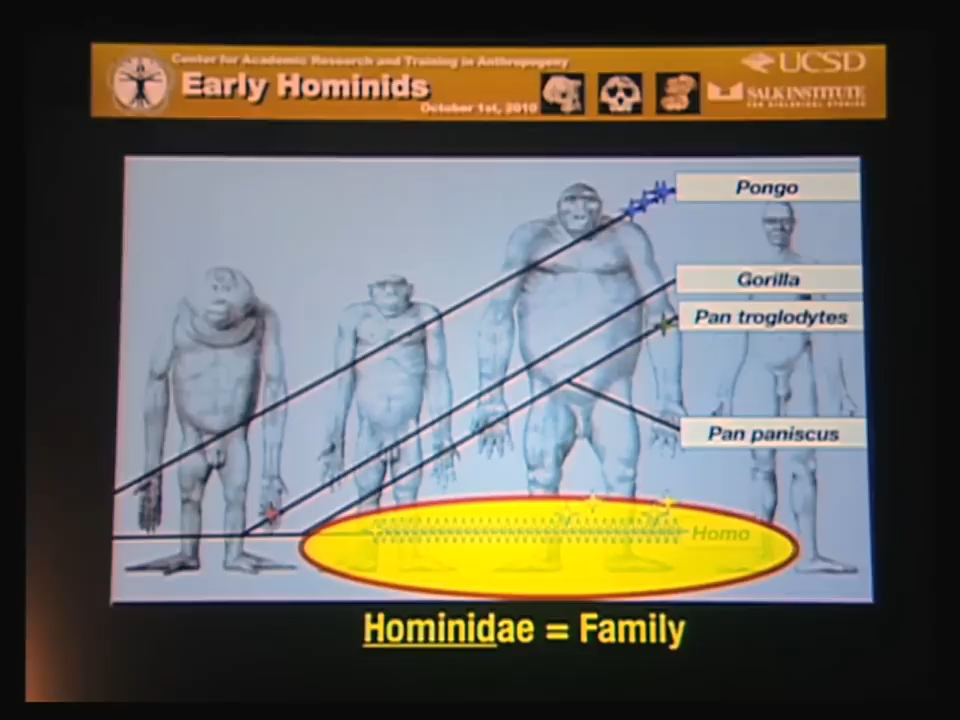 Center for Academic Research and Training in Anthropogeny
Early Hominids
October 1st, 2010
UCSD
SALK INSTITUTE
FOR BIOLOGICAL STUDIES
Pongo
Gorilla
Pan troglodytes
Pan paniscus
Homo
Hominidae = Family